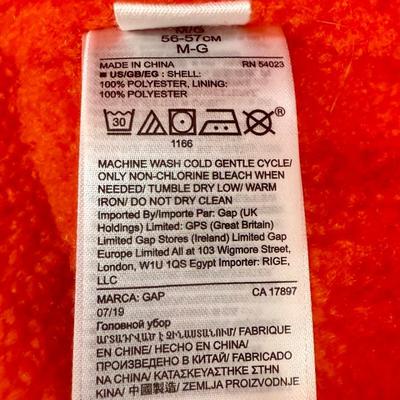 M/G
56-57CM
M-G
MADE IN CHINA RN 54023
■ US/GB/EG : SHELL:
100% POLYESTER, LINING:
100% POLYESTER
30 ®
1166
MACHINE WASH COLD GENTLE CYCLE/
ONLY NON-CHLORINE BLEACH WHEN
NEEDED/ TUMBLE DRY LOW/ WARM
IRON/ DO NOT DRY CLEAN
Imported By/Importe Par: Gap (UK
Holdings) Limited: GPS (Great Britain)
Limited Gap Stores (Ireland) Limited Gap
Europe Limited All at 103 Wigmore Street,
London, W1U 1QS Egypt Importer: RIGE,
LLC
MARCA: GAP CA 17897
07/19
Головной убор
ԱՐՏԱԴՐՎԱԾ Է ՉԻՆԱՍՏԱՆՈՒՄ/ FABRIQUE
EN CHINE/ HECHO EN CHINA/
ПРОИЗВЕДЕНО В КИТАЙ/ FABRICADO
NA CHINA/ ΚΑΤΑΣΚΕΥΑΣΤΗΚΕ ΣΤΗΝ
ΚΙΝΑ/ 中國製造/ ZEMLJA PROIZVODNJE
KINA/